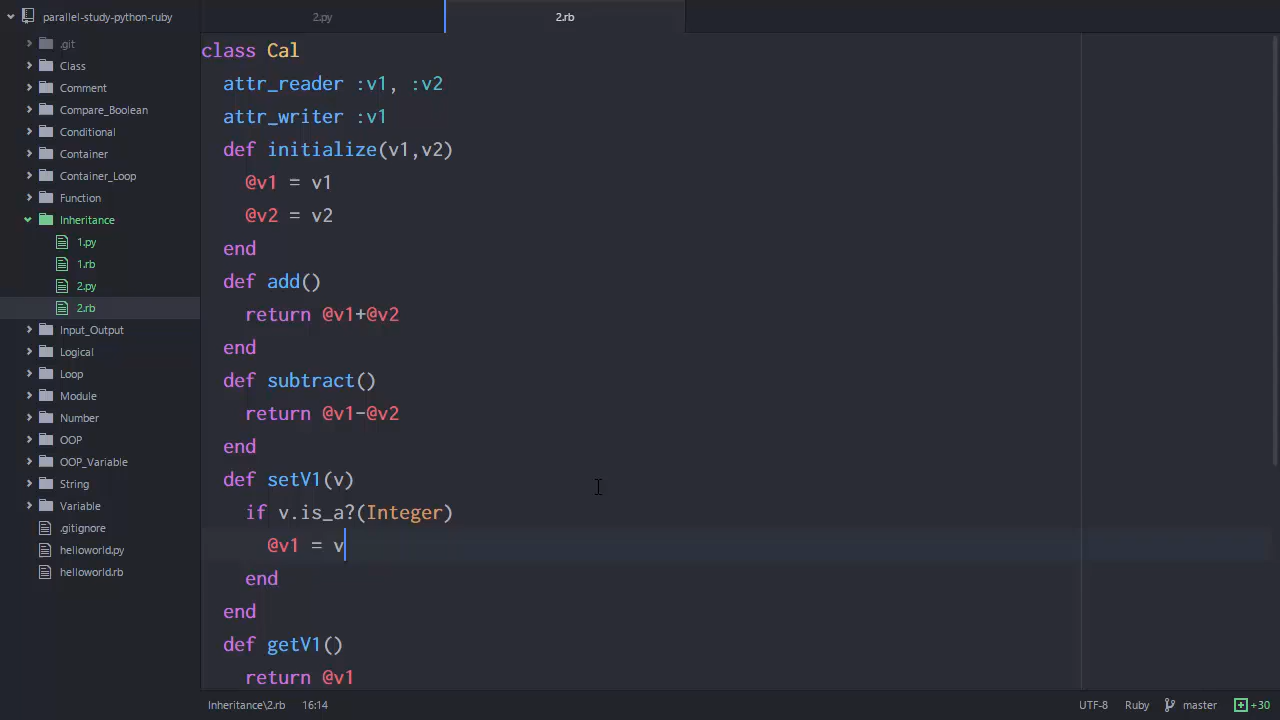 parallel-study-python-ruby
2.py
2.rb
.git
Class
Comment
Compare_Boolean
Conditional
Container
Container_Loop
Function
Inheritance
1.py
1.rb
2.py
2.rb
Input_Output
Logical
Loop
Module
Number
OOP
OOP_Variable
String
Variable
.gitignore
helloworld.py
helloworld.rb
class Cal
attr_reader :v1, :v2
attr_writer :v1
def initialize(v1,v2)
@v1 = v1
@v2 = v2
end
def add()
return @v1+@v2
end
def subtract()
return @v1-@v2
end
def setV1(v)
if v.is_a?(Integer)
@v1 = v
end
end
def getV1()
return @v1
Inheritance\2.rb 16:14 UTF-8 Ruby master +30